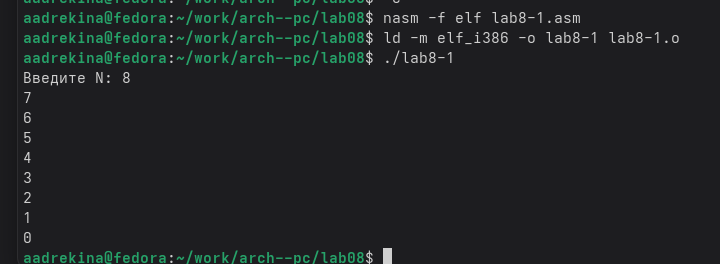 aadrekina@fedora:~/work/arch--pc/lab08$ nasm -f elf lab8-1.asm
aadrekina@fedora:~/work/arch--pc/lab08$ ld -m elf_i386 -o lab8-1 lab8-1.o
aadrekina@fedora:~/work/arch--pc/lab08$ ./lab8-1
Введите N: 8
7
6
5
4
3
2
1
0
aadrekina@fedora:~/work/arch--pc/lab08$